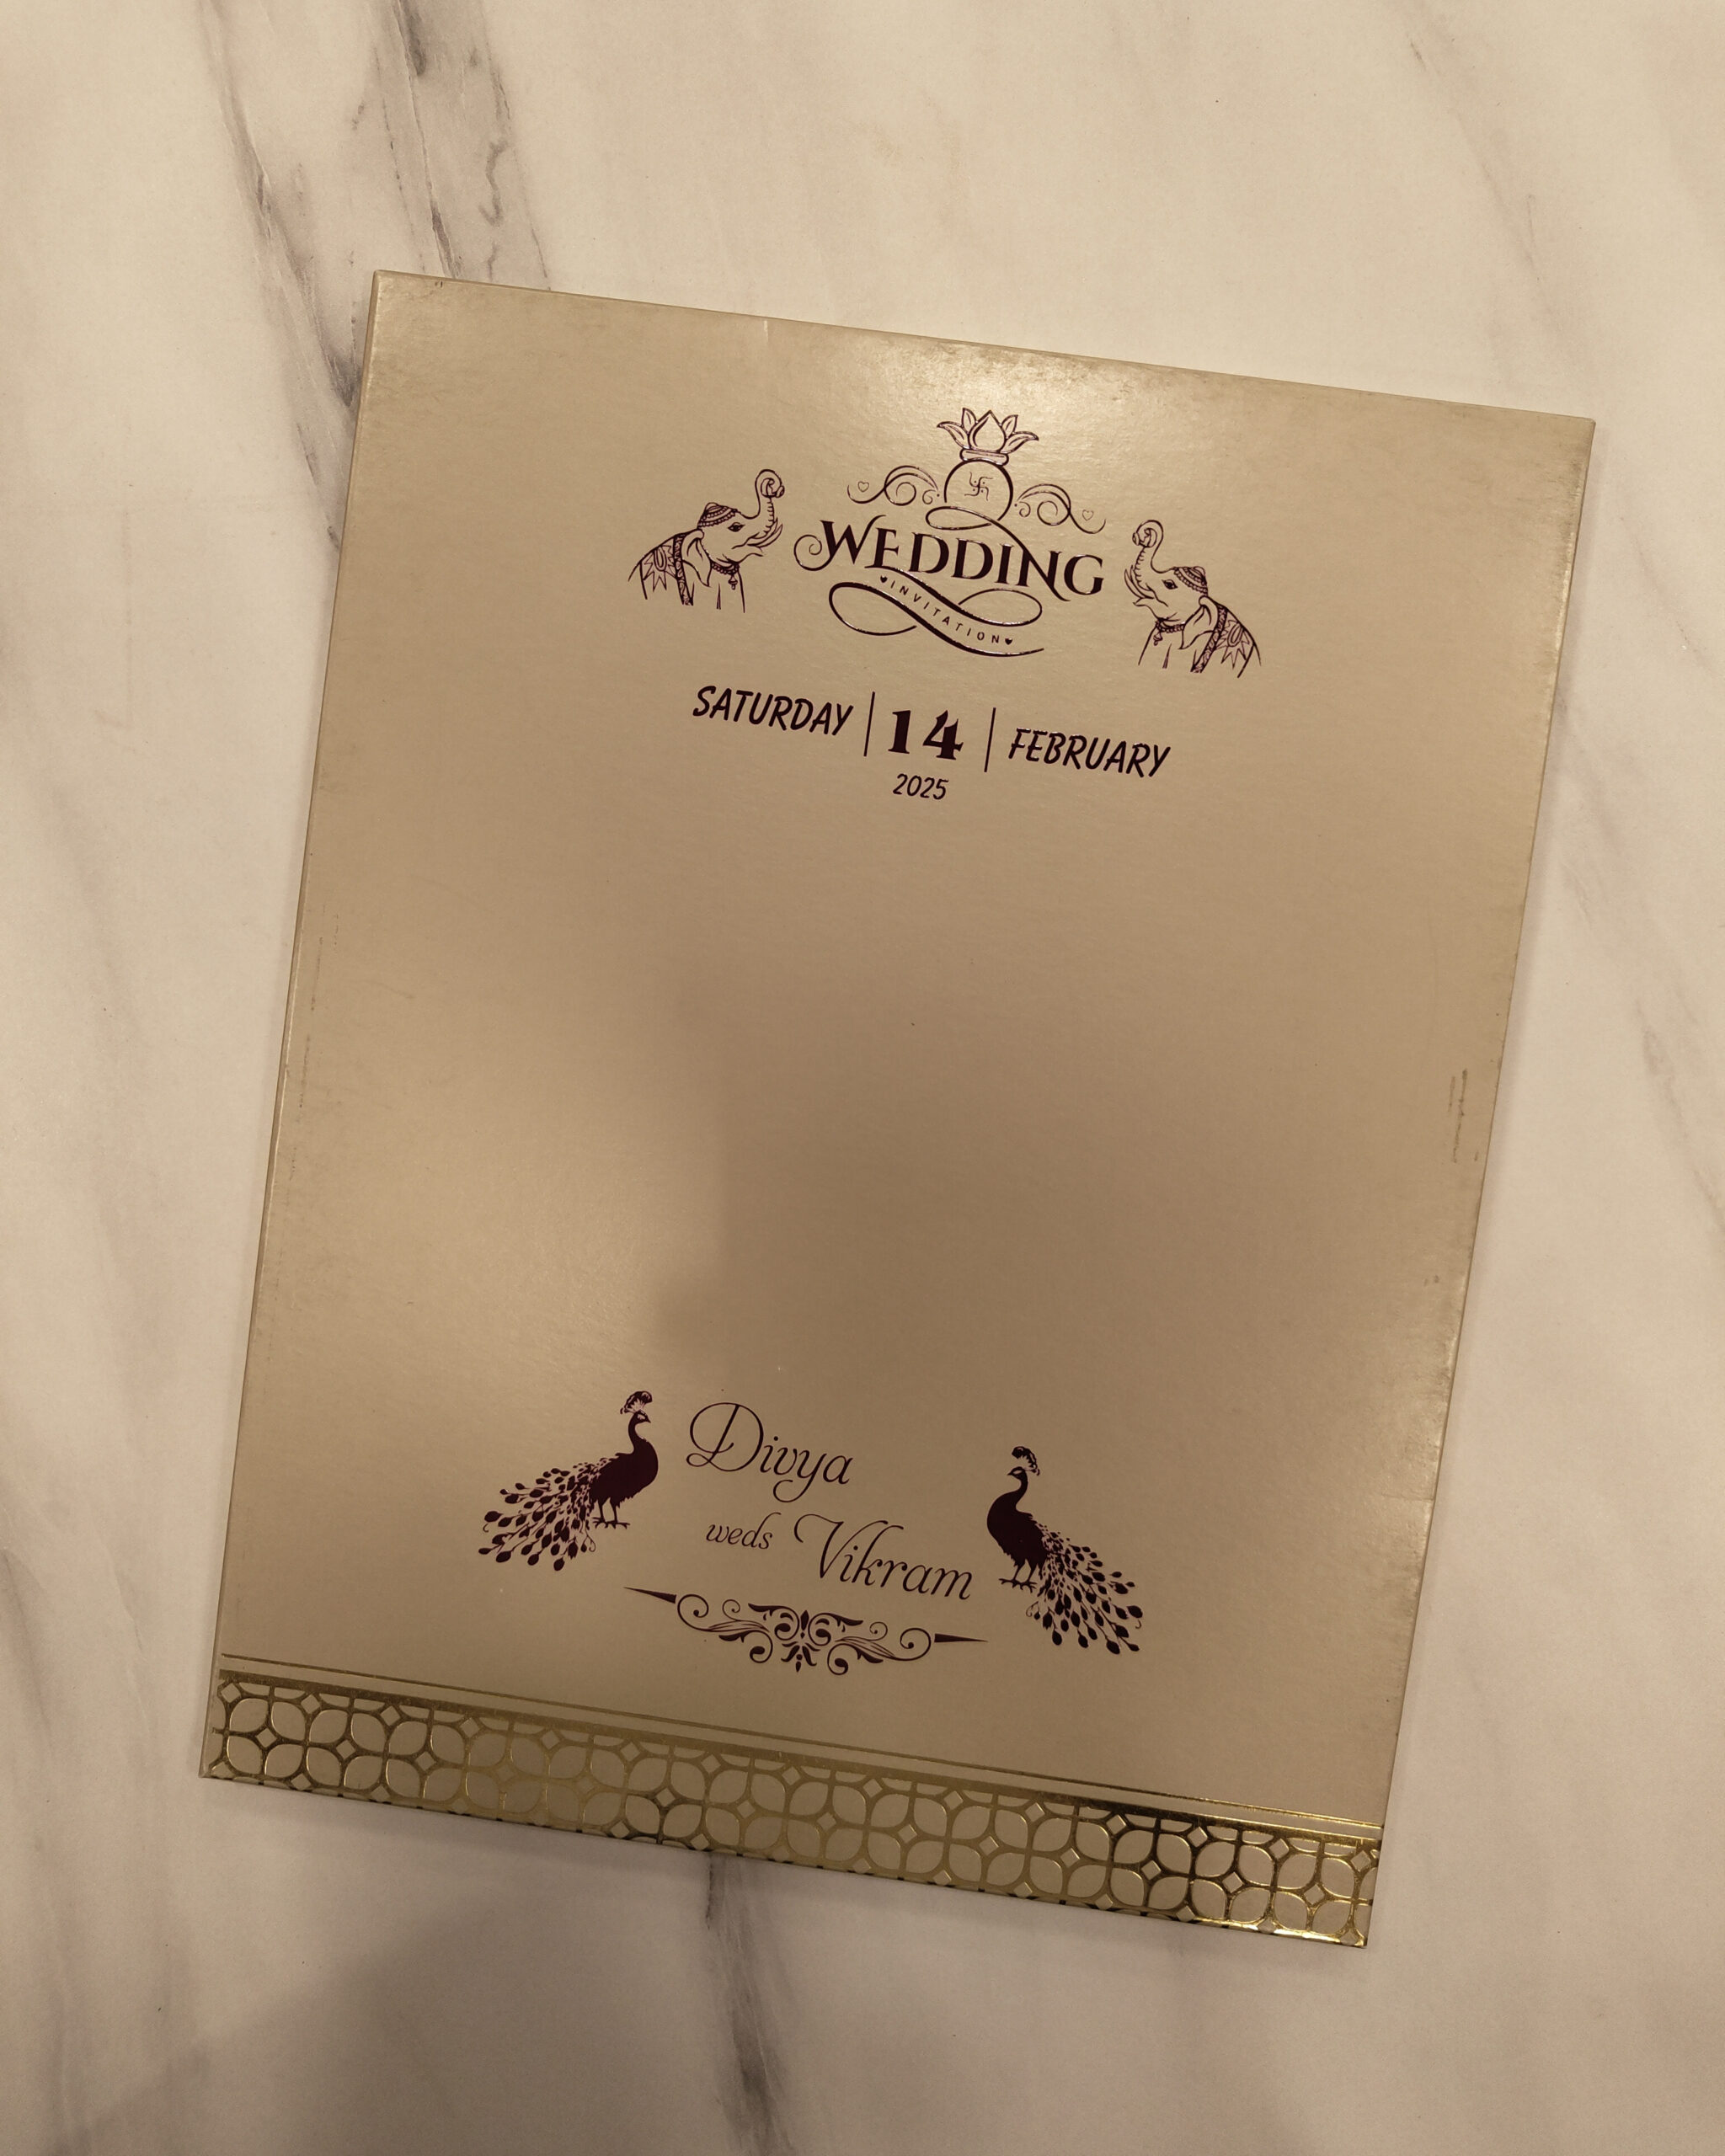 WEDDING
INVITATION
SATURDAY | 14 | FEBRUARY
2025
Divya
weds Vikram